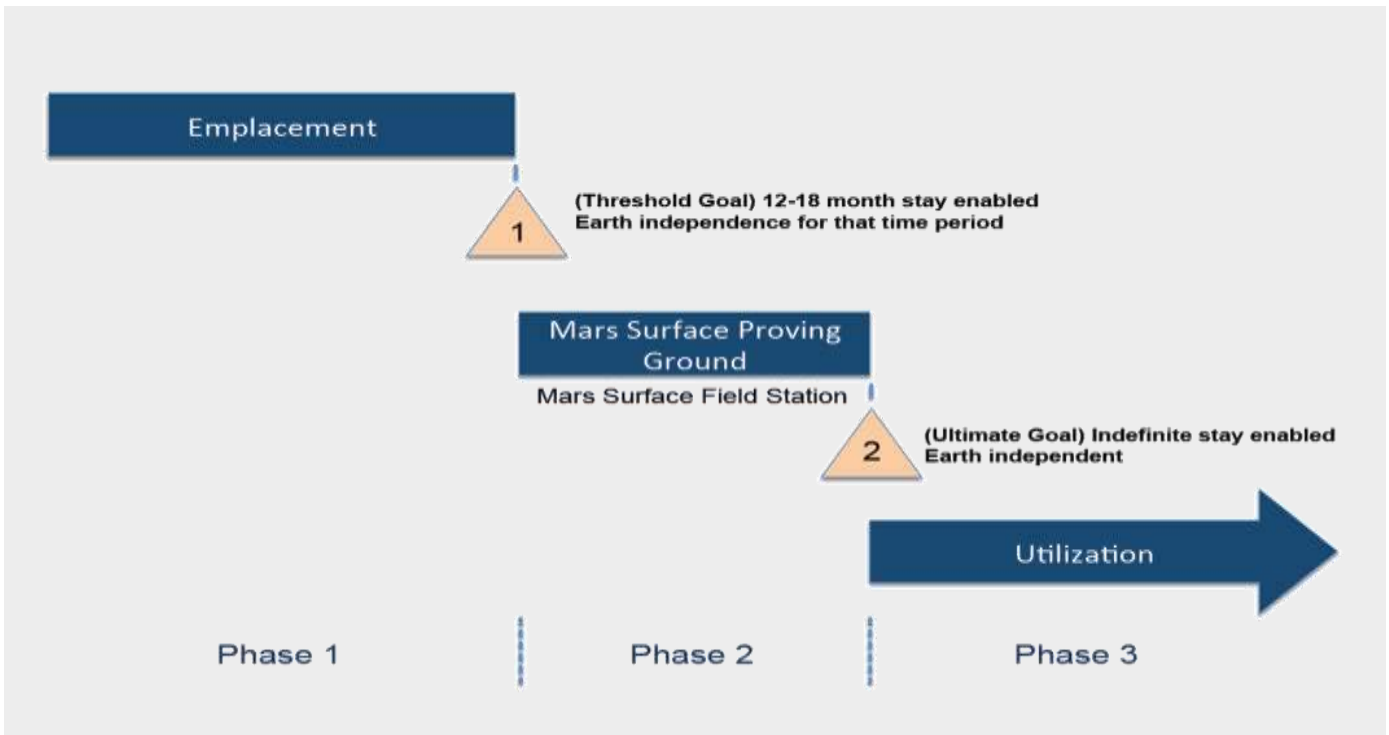 Emplacement
1
(Threshold Goal) 12-18 month stay enabled
Earth independence for that time period
Mars Surface Proving
Ground
Mars Surface Field Station
2
(Ultimate Goal) Indefinite stay enabled
Earth independent
Utilization
Phase 1
Phase 2
Phase 3